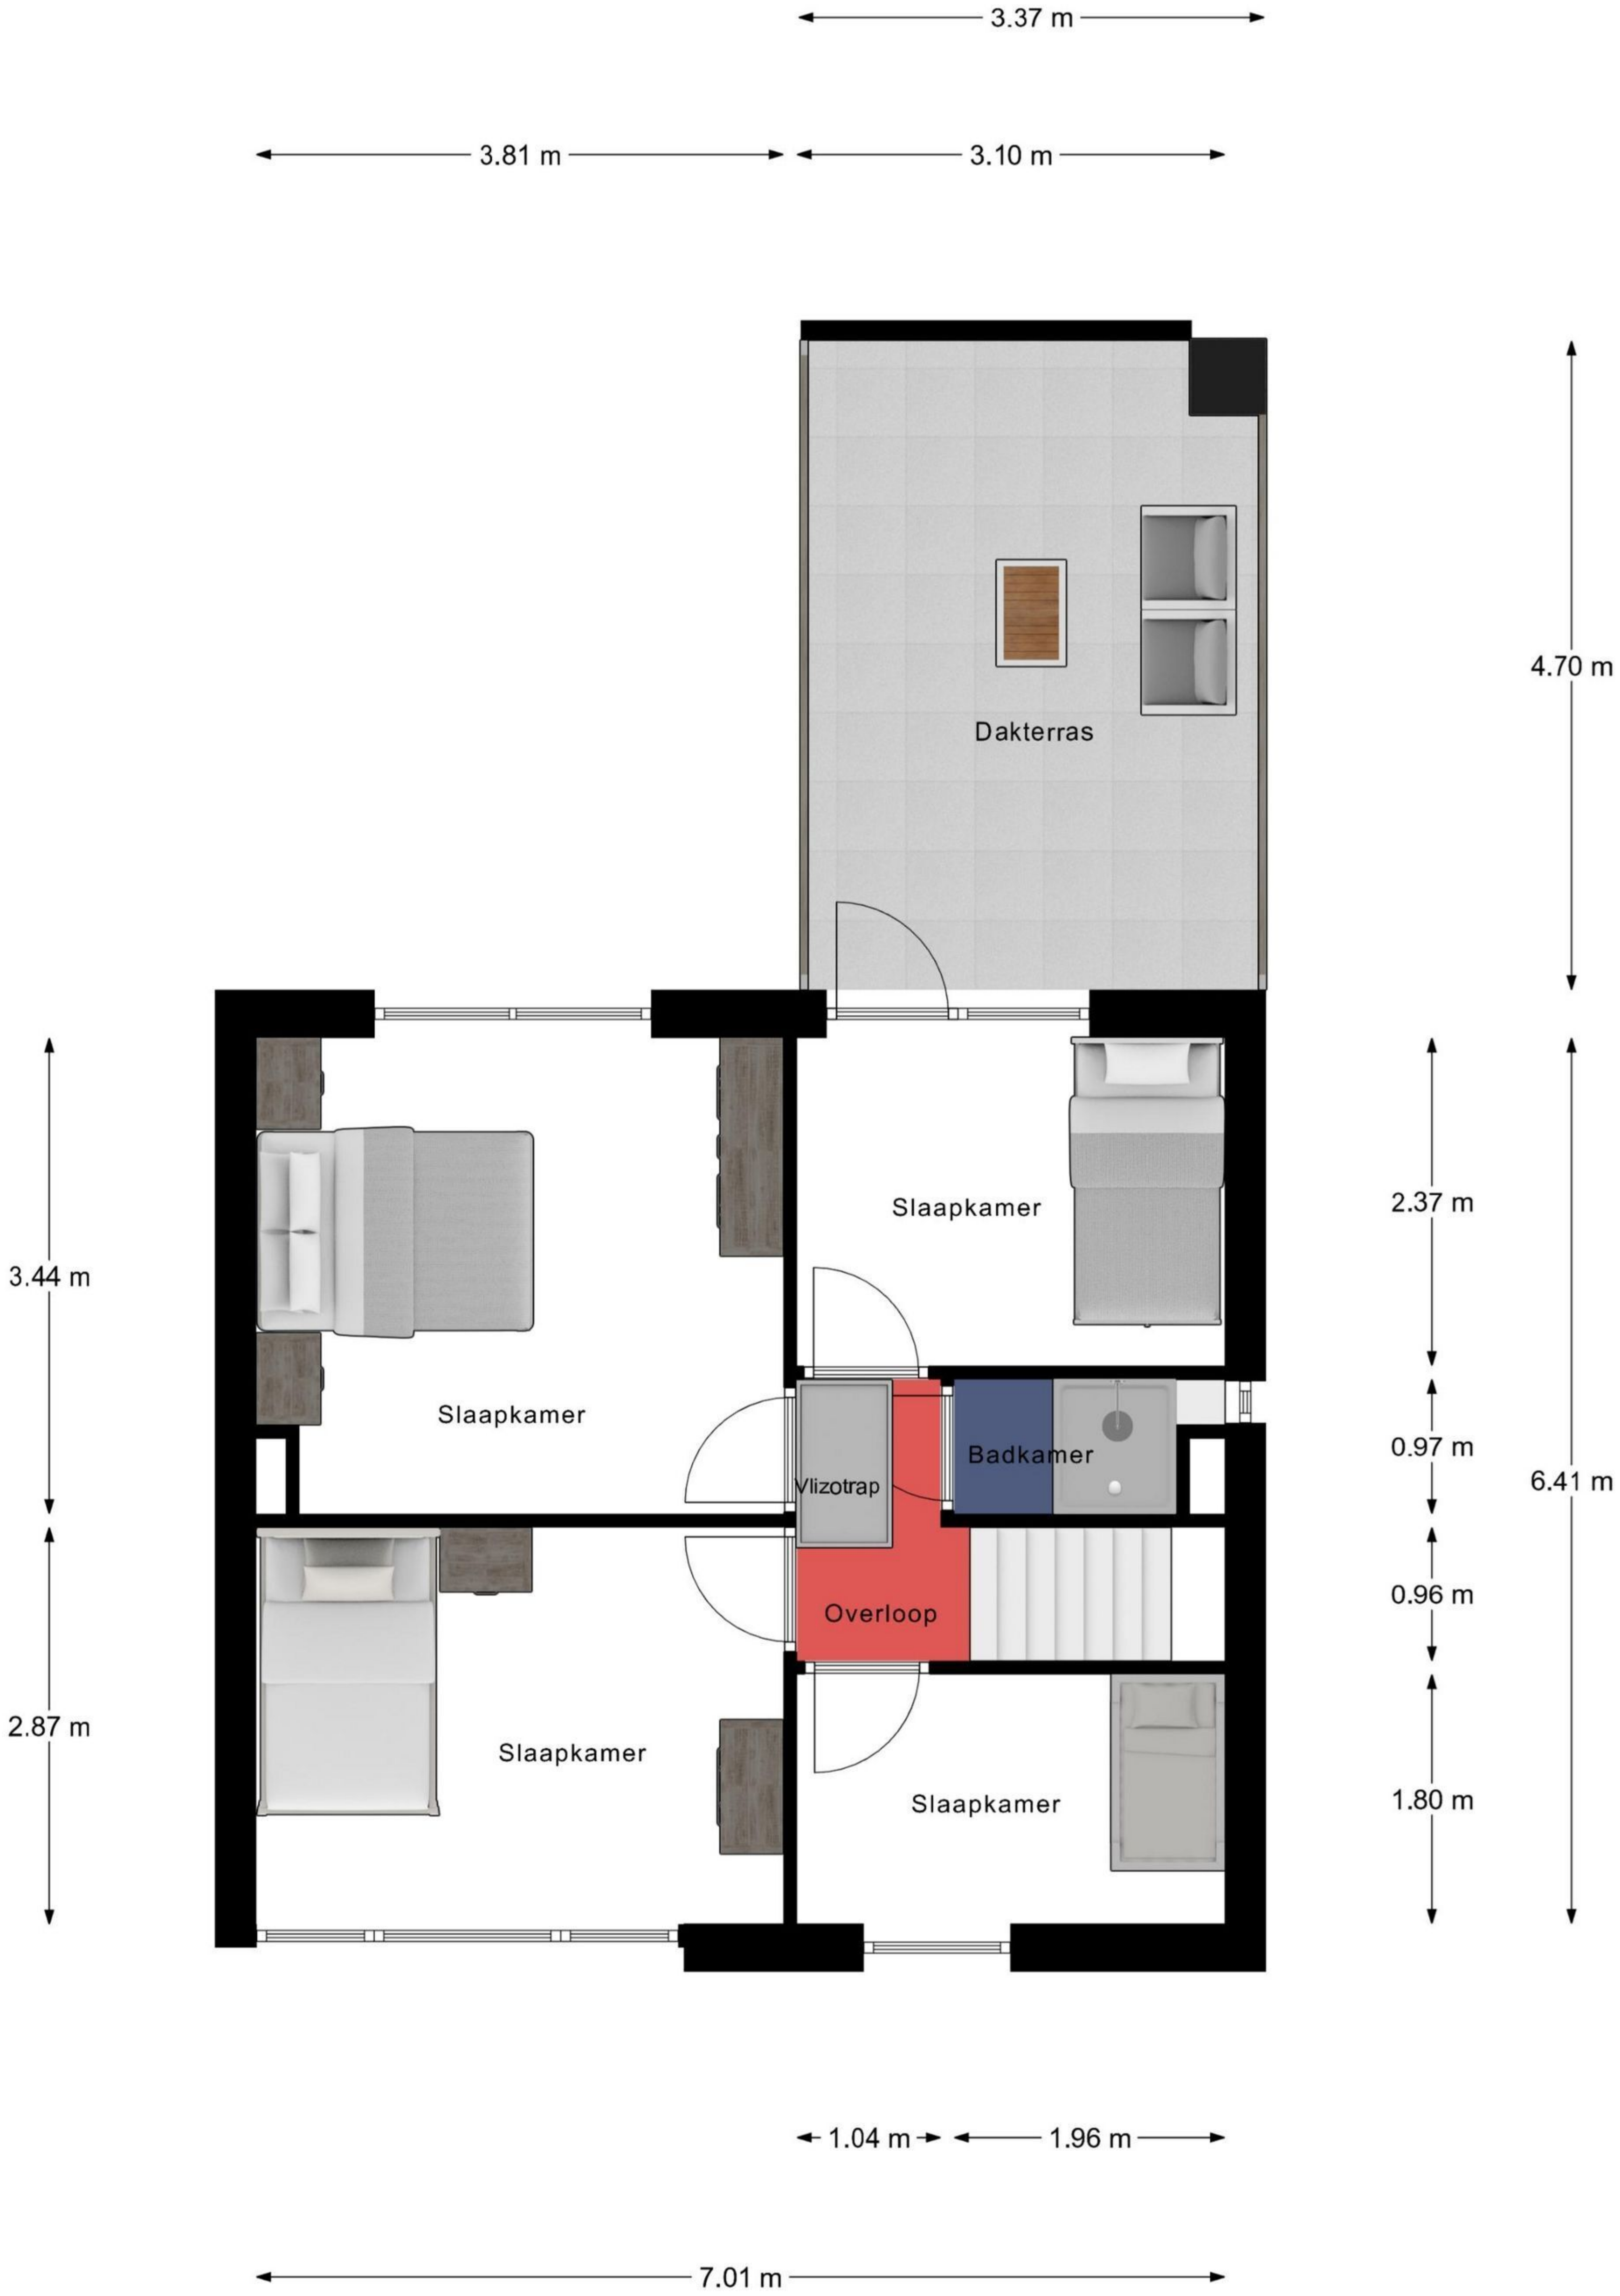 3.37 m
3.81 m
3.10 m
4.70 m
Dakterras
Slaapkamer
2.37 m
3.44 m
Slaapkamer
Badkamer
0.97 m
6.41 m
Vlizotrap
Overloop
0.96 m
2.87 m
Slaapkamer
Slaapkamer
1.80 m
1.04 m
1.96 m
7.01 m